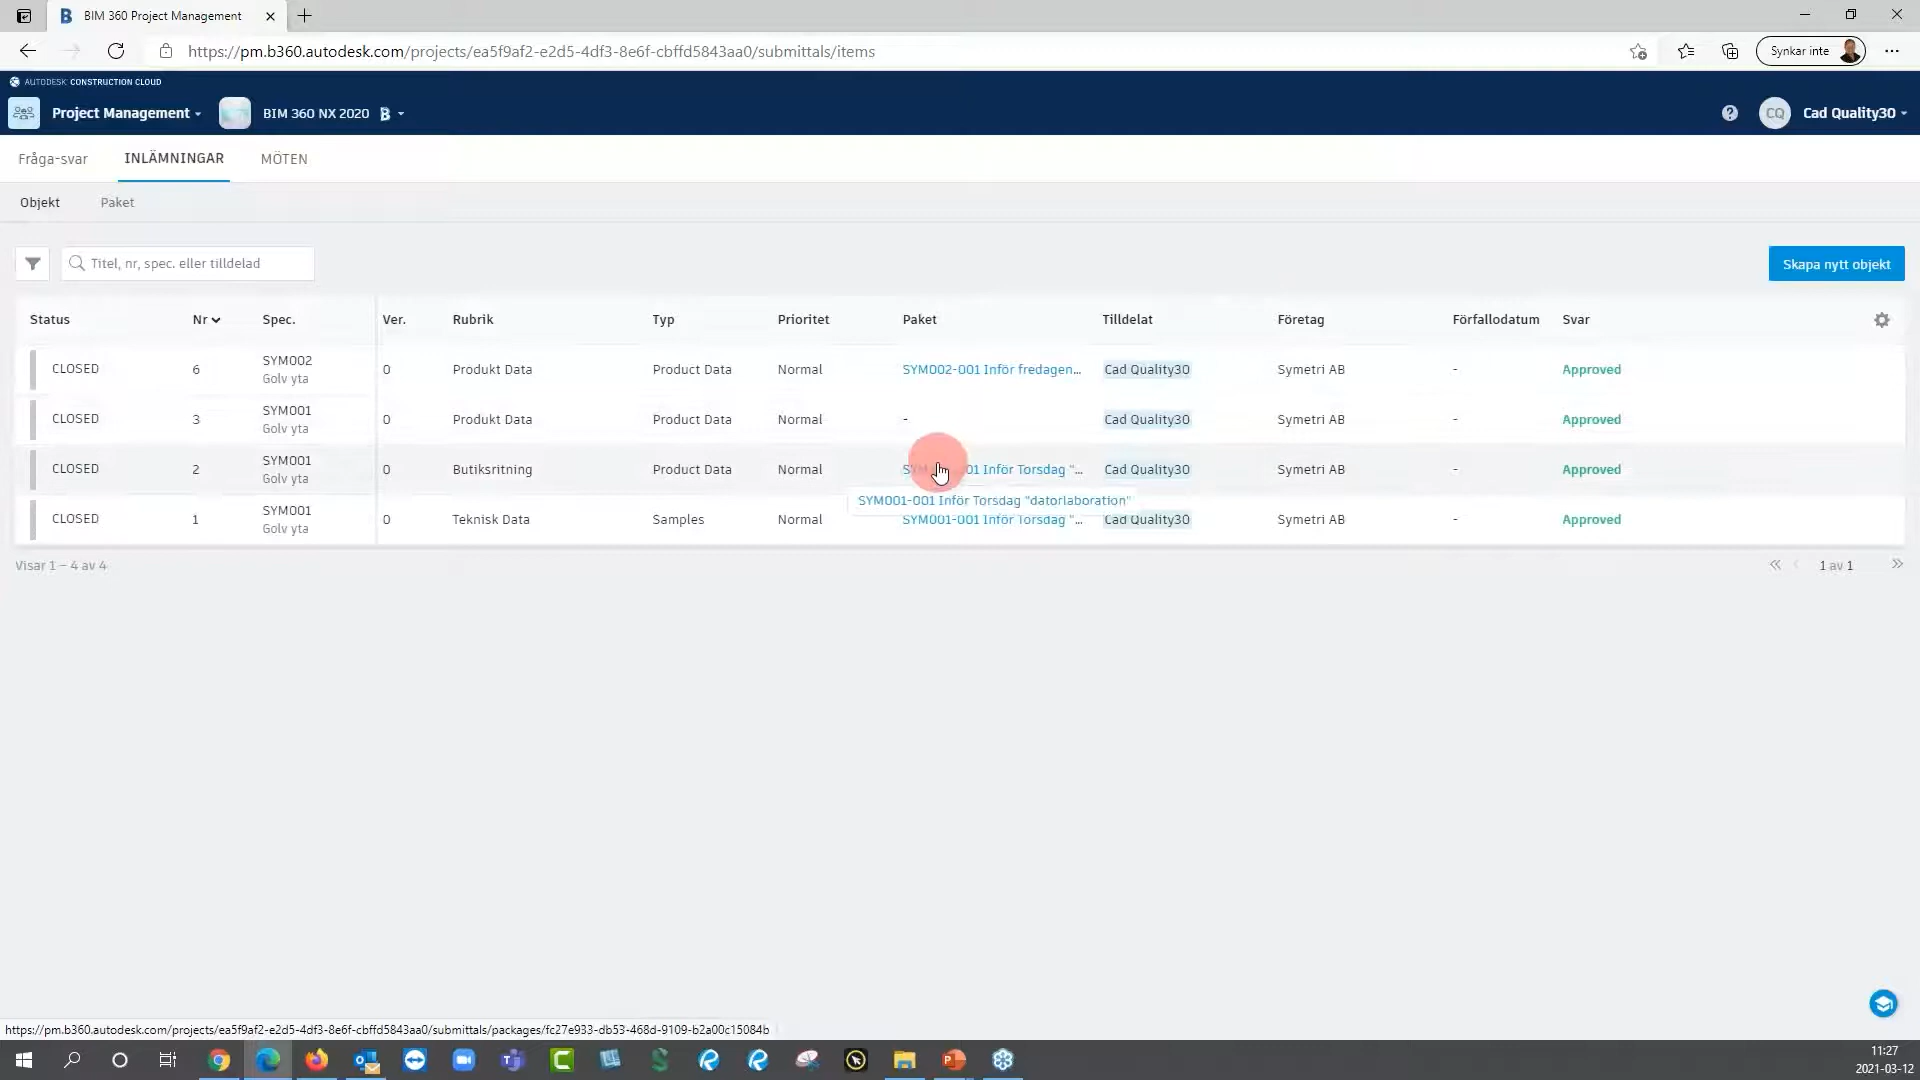 BIM 360 Project Management
https://pm.b360.autodesk.com/projects/ea5f9af2-e2d5-4df3-8e6f-cbffd5843aa0/submittals/items
Synkar inte
AUTODESK CONSTRUCTION CLOUD
Project Management
BIM 360 NX 2020
CQ
Cad Quality30
Fråga-svar
INLÄMNINGAR
MÖTEN
Objekt
Paket
Titel, nr, spec. eller tilldelad
Skapa nytt objekt
Status Nr Spec. Ver. Rubrik Typ Prioritet Paket Tilldelat Företag Förfallodatum Svar
CLOSED 6 SYM002 0 Produkt Data Product Data Normal SYM002-001 Inför fredagen... Cad Quality30 Symetri AB - Approved
Golv yta
CLOSED 3 SYM001 0 Produkt Data Product Data Normal - Cad Quality30 Symetri AB - Approved
Golv yta
CLOSED 2 SYM001 0 Butiksritning Product Data Normal 01 Inför Torsdag "... Cad Quality30 Symetri AB - Approved
Golv yta
SYM001-001 Inför Torsdag "datorlaboration"
CLOSED 1 SYM001 0 Teknisk Data Samples Normal SYM001-001 Inför Torsdag "... Cad Quality30 Symetri AB - Approved
Golv yta
Visar 1 – 4 av 4
1 av 1
https://pm.b360.autodesk.com/projects/ea5f9af2-e2d5-4df3-8e6f-cbffd5843aa0/submittals/packages/fc27e933-db53-468d-9109-b2a00c15084b
11:27
2021-03-12